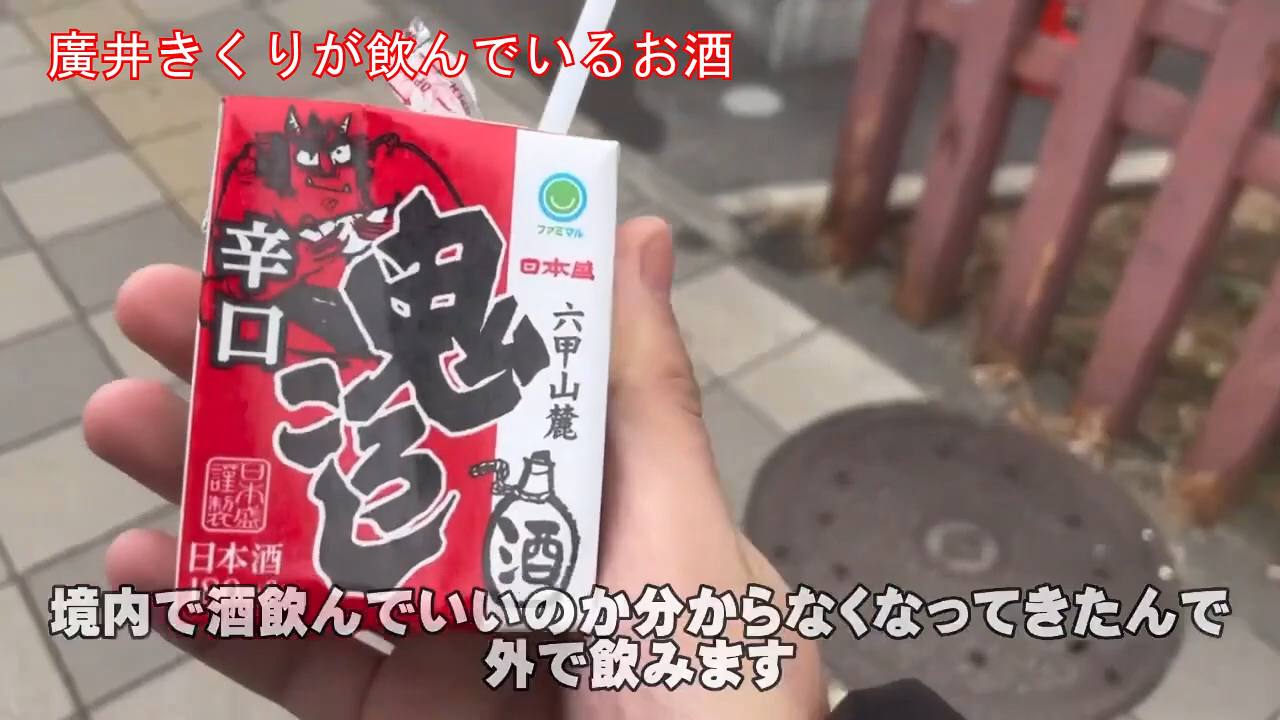 廣井きくりが飲んでいるお酒
辛口
鬼ころし
ファミマル
日本盛
六甲山麓
酒
日本盛
謹製
日本酒
境内で酒飲んでいいのか分からなくなってきたんで
外で飲みます